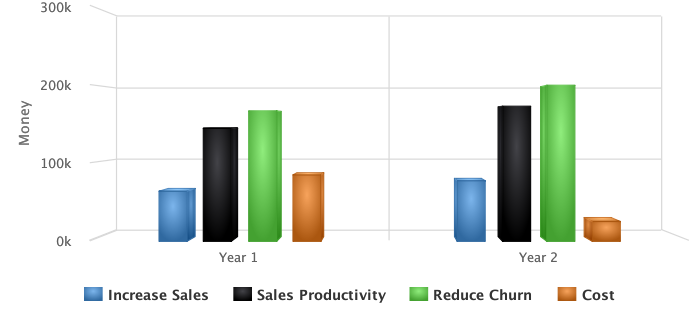 300k
200k
Money
100k
0k
Year 1 Year 2
Increase Sales Sales Productivity Reduce Churn Cost